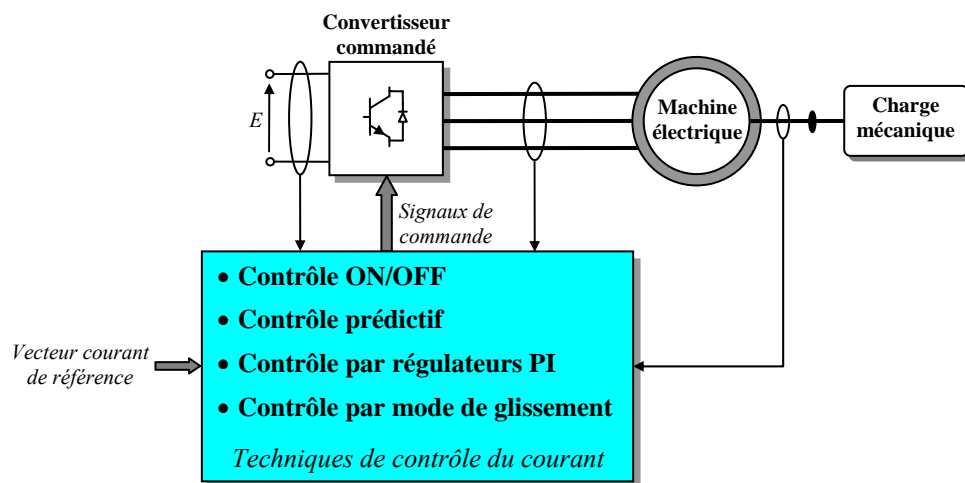 Convertisseur
commandé
E
Machine
électrique
Charge
mécanique
Signaux de
commande
• Contrôle ON/OFF
• Contrôle prédictif
• Contrôle par régulateurs PI
• Contrôle par mode de glissement
Techniques de contrôle du courant
Vecteur courant
de référence